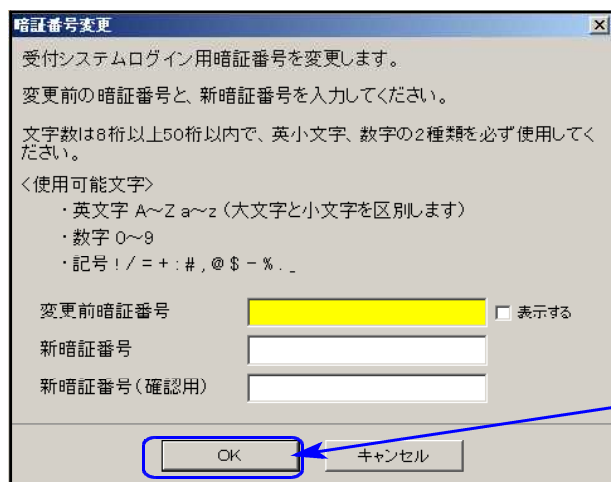 暗証番号変更
受付システムログイン用暗証番号を変更します。
変更前の暗証番号と、新暗証番号を入力してください。
文字数は8桁以上50桁以内で、英小文字、数字の2種類を必ず使用してく
ださい。
<使用可能文字>
・英文字 A～Z a～z (大文字と小文字を区別します)
・数字 0～9
・記号 ! / = + : # , @ $ - % . _
変更前暗証番号 表示する
新暗証番号
新暗証番号(確認用)
OK キャンセル